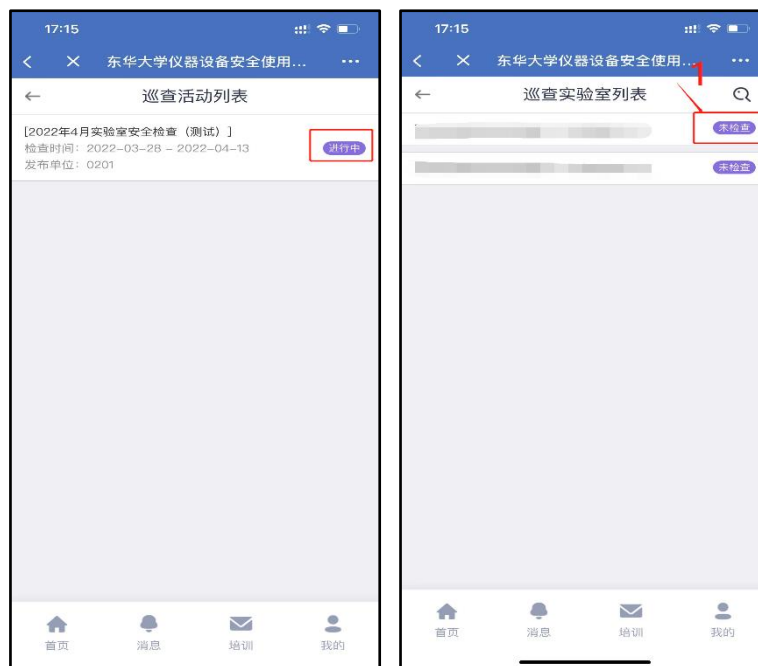 17:15
东华大学仪器设备安全使用...
巡查活动列表
[2022年4月实验室安全检查（测试）]
检查时间：2022-03-28 - 2022-04-13
进行中
发布单位：0201
首页
消息
培训
我的
17:15
东华大学仪器设备安全使用...
1
巡查实验室列表
未检查
未检查
首页
消息
培训
我的